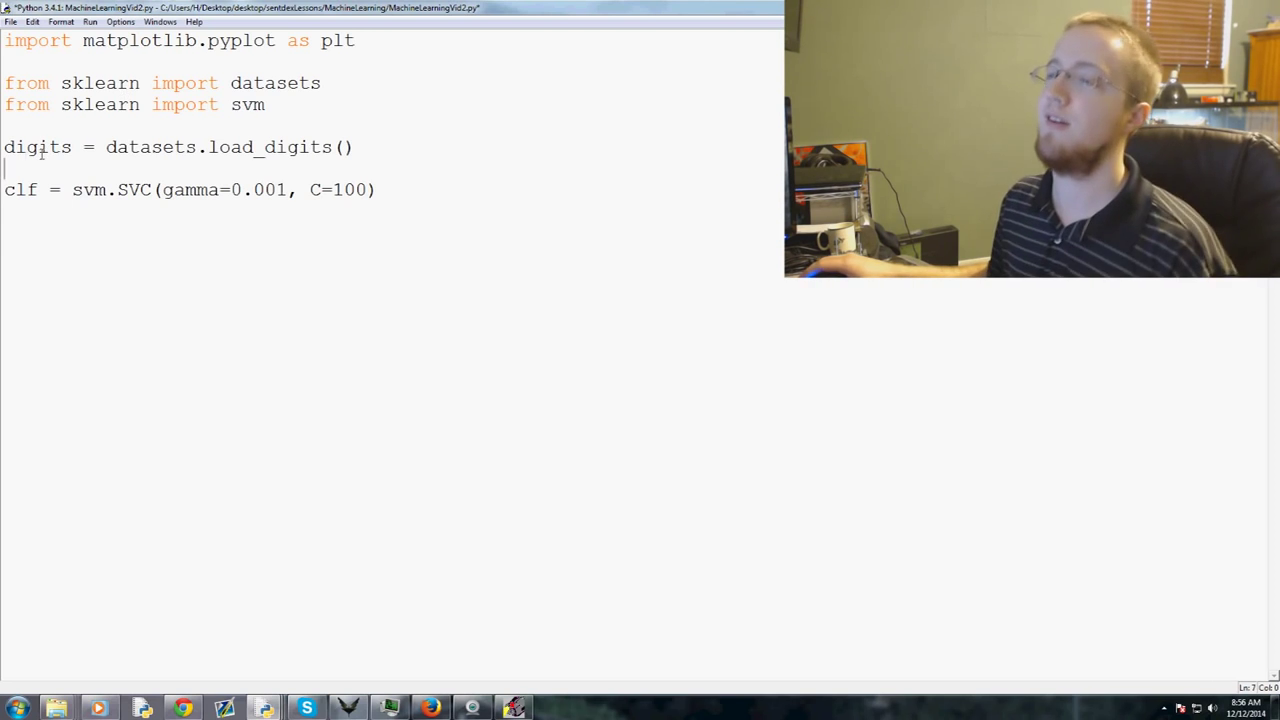 *Python 3.4.1: MachineLearningVid2.py - C:/Users/H/Desktop/desktop/sentdexLessons/MachineLearning/MachineLearningVid2.py*
File Edit Format Run Options Windows Help
import matplotlib.pyplot as plt
from sklearn import datasets
from sklearn import svm
digits = datasets.load_digits()
clf = svm.SVC(gamma=0.001, C=100)
Ln: 7 Col: 0
8:56 AM
12/12/2014